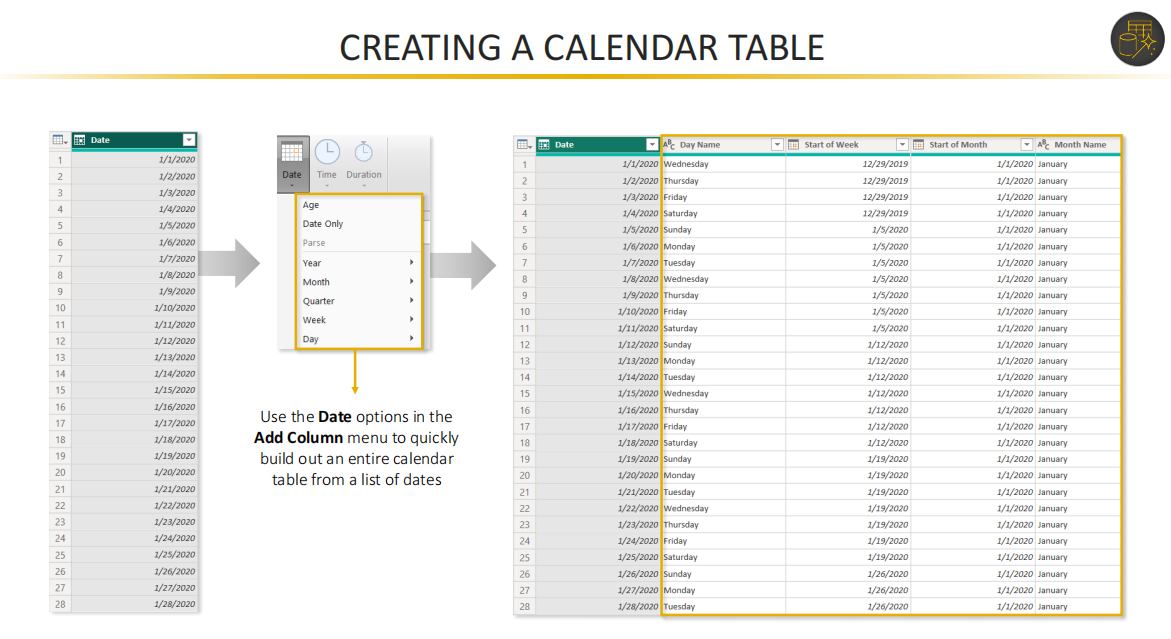 CREATING A CALENDAR TABLE
Date
1 1/1/2020
2 1/2/2020
3 1/3/2020
4 1/4/2020
5 1/5/2020
6 1/6/2020
7 1/7/2020
8 1/8/2020
9 1/9/2020
10 1/10/2020
11 1/11/2020
12 1/12/2020
13 1/13/2020
14 1/14/2020
15 1/15/2020
16 1/16/2020
17 1/17/2020
18 1/18/2020
19 1/19/2020
20 1/20/2020
21 1/21/2020
22 1/22/2020
23 1/23/2020
24 1/24/2020
25 1/25/2020
26 1/26/2020
27 1/27/2020
28 1/28/2020
Date Time Duration
Age
Date Only
Parse
Year
Month
Quarter
Week
Day
Use the Date options in the
Add Column menu to quickly
build out an entire calendar
table from a list of dates
Date ABC Day Name Start of Week Start of Month ABC Month Name
1 1/1/2020 Wednesday 12/29/2019 1/1/2020 January
2 1/2/2020 Thursday 12/29/2019 1/1/2020 January
3 1/3/2020 Friday 12/29/2019 1/1/2020 January
4 1/4/2020 Saturday 12/29/2019 1/1/2020 January
5 1/5/2020 Sunday 1/5/2020 1/1/2020 January
6 1/6/2020 Monday 1/5/2020 1/1/2020 January
7 1/7/2020 Tuesday 1/5/2020 1/1/2020 January
8 1/8/2020 Wednesday 1/5/2020 1/1/2020 January
9 1/9/2020 Thursday 1/5/2020 1/1/2020 January
10 1/10/2020 Friday 1/5/2020 1/1/2020 January
11 1/11/2020 Saturday 1/5/2020 1/1/2020 January
12 1/12/2020 Sunday 1/12/2020 1/1/2020 January
13 1/13/2020 Monday 1/12/2020 1/1/2020 January
14 1/14/2020 Tuesday 1/12/2020 1/1/2020 January
15 1/15/2020 Wednesday 1/12/2020 1/1/2020 January
16 1/16/2020 Thursday 1/12/2020 1/1/2020 January
17 1/17/2020 Friday 1/12/2020 1/1/2020 January
18 1/18/2020 Saturday 1/12/2020 1/1/2020 January
19 1/19/2020 Sunday 1/19/2020 1/1/2020 January
20 1/20/2020 Monday 1/19/2020 1/1/2020 January
21 1/21/2020 Tuesday 1/19/2020 1/1/2020 January
22 1/22/2020 Wednesday 1/19/2020 1/1/2020 January
23 1/23/2020 Thursday 1/19/2020 1/1/2020 January
24 1/24/2020 Friday 1/19/2020 1/1/2020 January
25 1/25/2020 Saturday 1/19/2020 1/1/2020 January
26 1/26/2020 Sunday 1/26/2020 1/1/2020 January
27 1/27/2020 Monday 1/26/2020 1/1/2020 January
28 1/28/2020 Tuesday 1/26/2020 1/1/2020 January